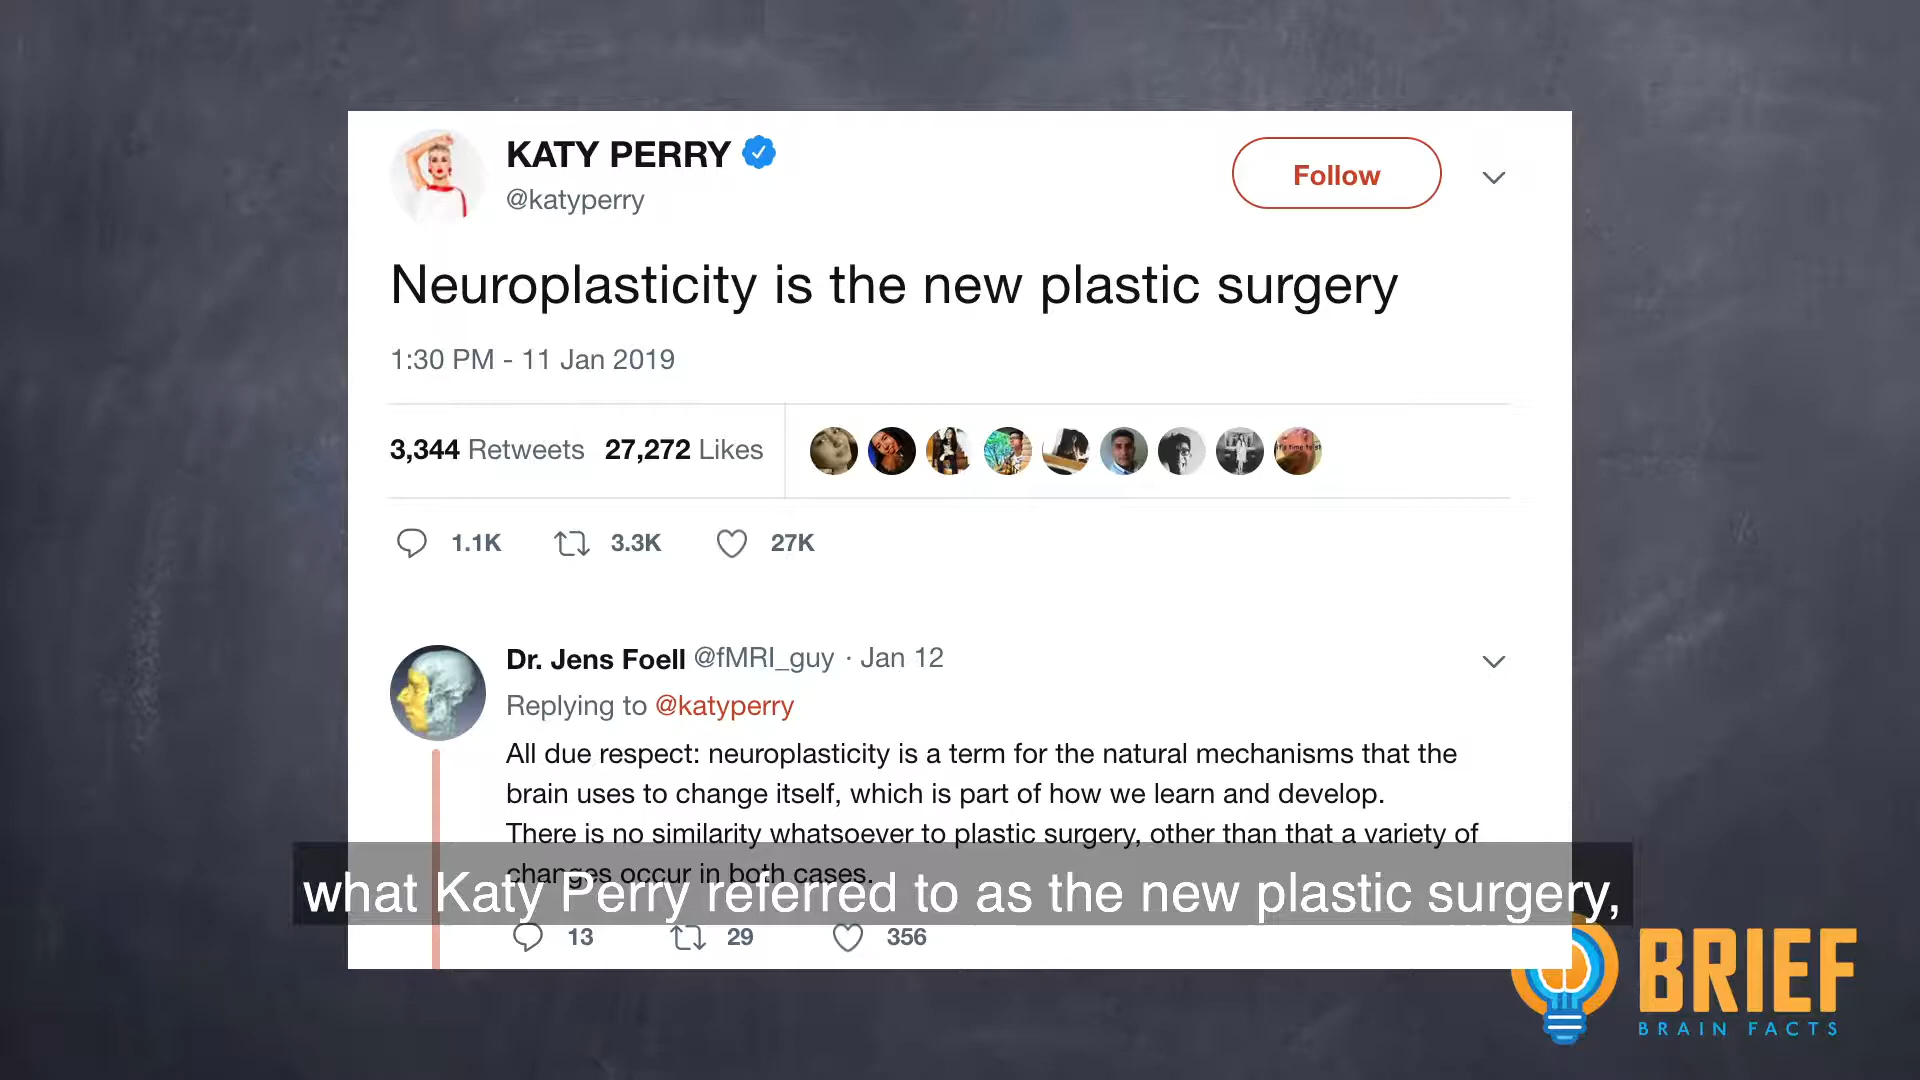 KATY PERRY
@katyperry
Follow
Neuroplasticity is the new plastic surgery
1:30 PM - 11 Jan 2019
3,344 Retweets 27,272 Likes
1.1K 3.3K 27K
Dr. Jens Foell @fMRI_guy · Jan 12
Replying to @katyperry
All due respect: neuroplasticity is a term for the natural mechanisms that the
brain uses to change itself, which is part of how we learn and develop.
There is no similarity whatsoever to plastic surgery, other than that a variety of
changes occur in both cases.
what Katy Perry referred to as the new plastic surgery,
13 29 356
BRIEF
BRAIN FACTS